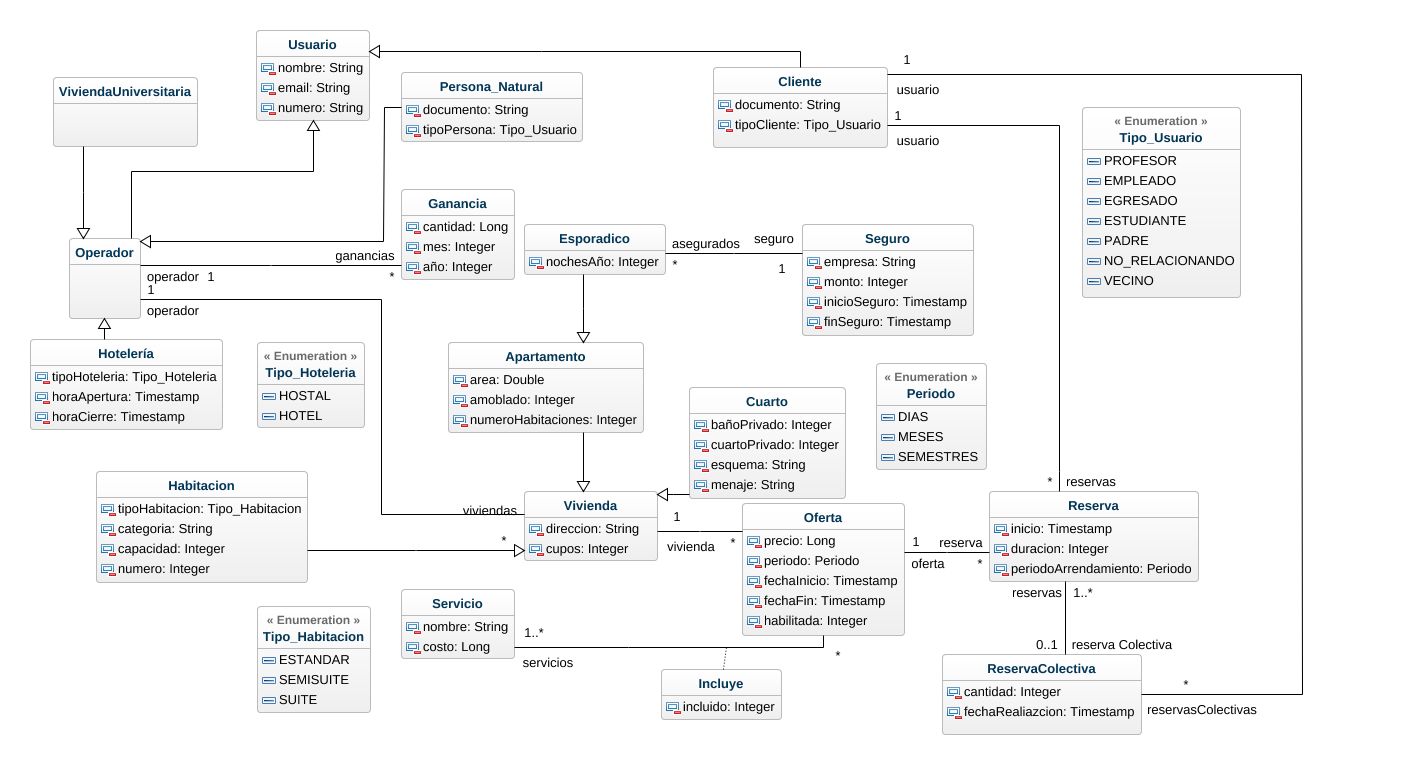 Usuario
nombre: String
email: String
numero: String
ViviendaUniversitaria
Persona_Natural
documento: String
tipoPersona: Tipo_Usuario
Cliente
documento: String
tipoCliente: Tipo_Usuario
1
usuario
1
usuario
« Enumeration »
Tipo_Usuario
PROFESOR
EMPLEADO
EGRESADO
ESTUDIANTE
PADRE
NO_RELACIONANDO
VECINO
Operador
operador 1
1
operador
ganancias
*
Ganancia
cantidad: Long
mes: Integer
año: Integer
Esporadico
nochesAño: Integer
asegurados
*
seguro
1
Seguro
empresa: String
monto: Integer
inicioSeguro: Timestamp
finSeguro: Timestamp
Hotelería
tipoHoteleria: Tipo_Hoteleria
horaApertura: Timestamp
horaCierre: Timestamp
« Enumeration »
Tipo_Hoteleria
HOSTAL
HOTEL
Apartamento
area: Double
amoblado: Integer
numeroHabitaciones: Integer
Cuarto
bañoPrivado: Integer
cuartoPrivado: Integer
esquema: String
menaje: String
« Enumeration »
Periodo
DIAS
MESES
SEMESTRES
Habitacion
tipoHabitacion: Tipo_Habitacion
categoria: String
capacidad: Integer
numero: Integer
viviendas
*
Vivienda
direccion: String
cupos: Integer
1
vivienda
*
Oferta
precio: Long
periodo: Periodo
fechaInicio: Timestamp
fechaFin: Timestamp
habilitada: Integer
1
oferta
reserva
*
* reservas
Reserva
inicio: Timestamp
duracion: Integer
periodoArrendamiento: Periodo
reservas 1..*
0..1 reserva Colectiva
« Enumeration »
Tipo_Habitacion
ESTANDAR
SEMISUITE
SUITE
Servicio
nombre: String
costo: Long
1..*
servicios
*
Incluye
incluido: Integer
ReservaColectiva
cantidad: Integer
fechaRealiazcion: Timestamp
*
reservasColectivas